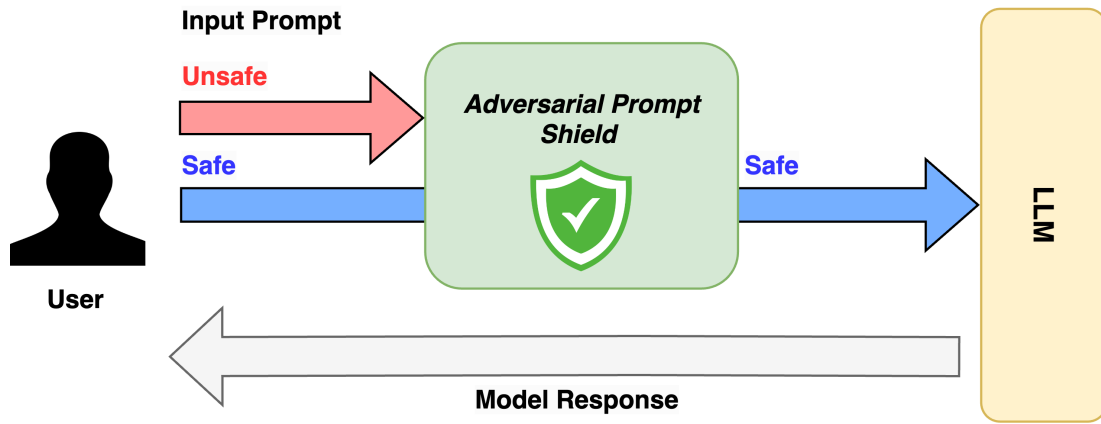 Input Prompt
Unsafe
Adversarial Prompt
Shield
Safe
Safe
LLM
User
Model Response